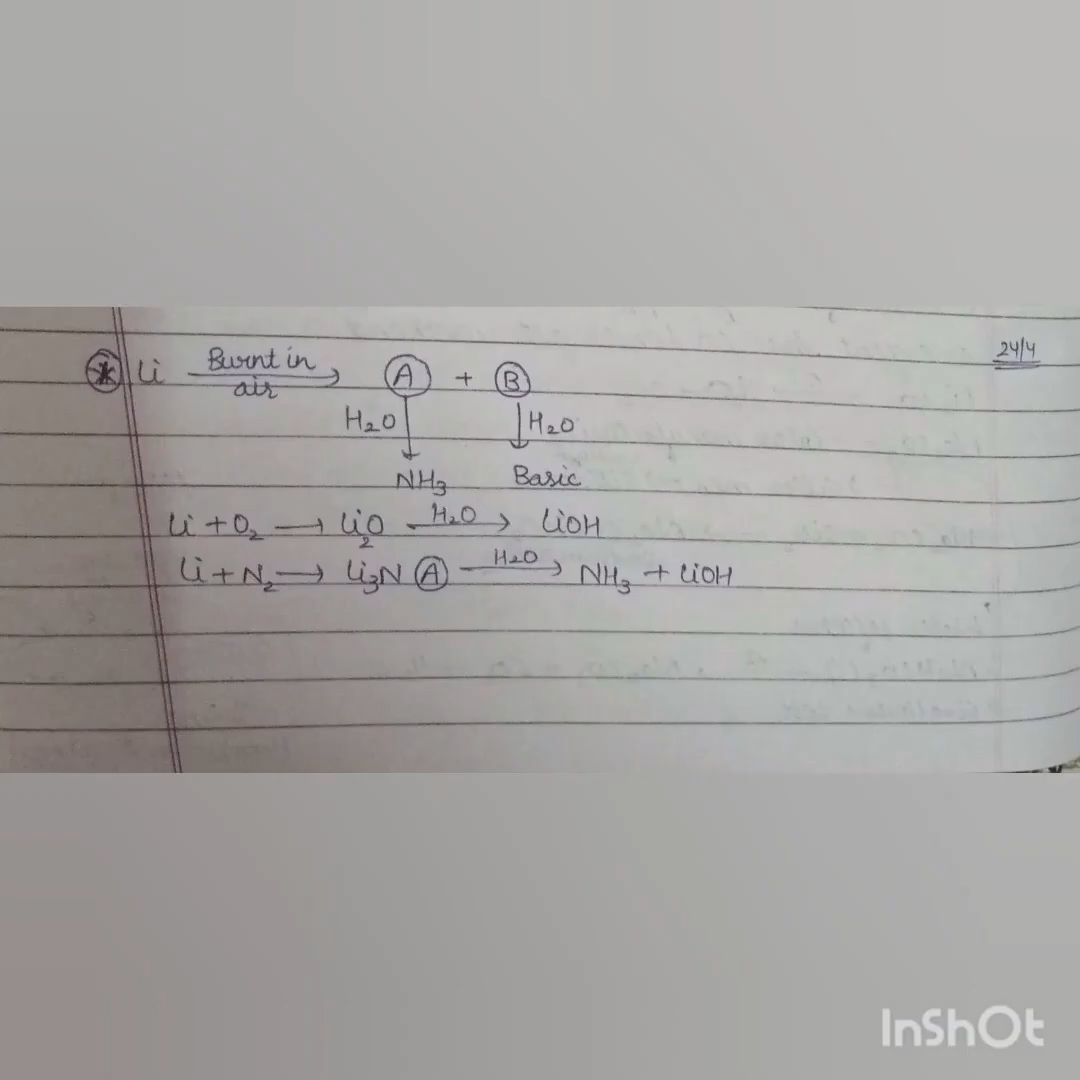 24/4
* Li Burnt in air → A + B
H₂O H₂O
NH₃ Basic
Li + O₂ → Li₂O H₂O → LiOH
Li + N₂ → Li₃N A H₂O → NH₃ + LiOH
InShOt